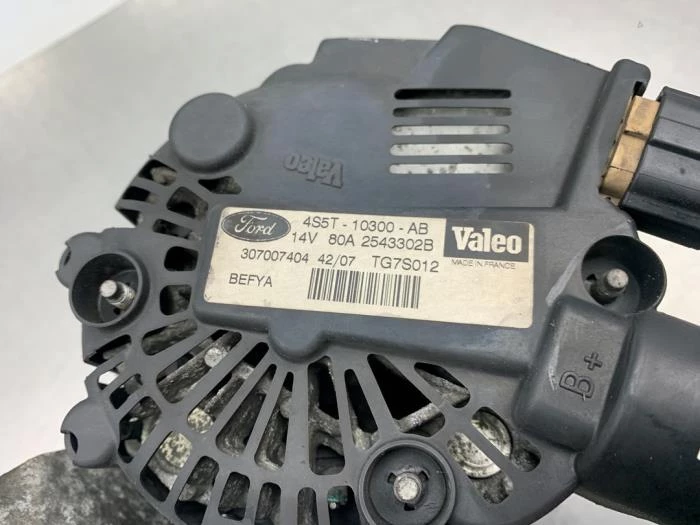 Valeo
Ford
4S5T - 10300 - AB
14V 80A 2543302B
Valeo
MADE IN FRANCE
307007404 42/07 TG7S012
BEFYA
B+